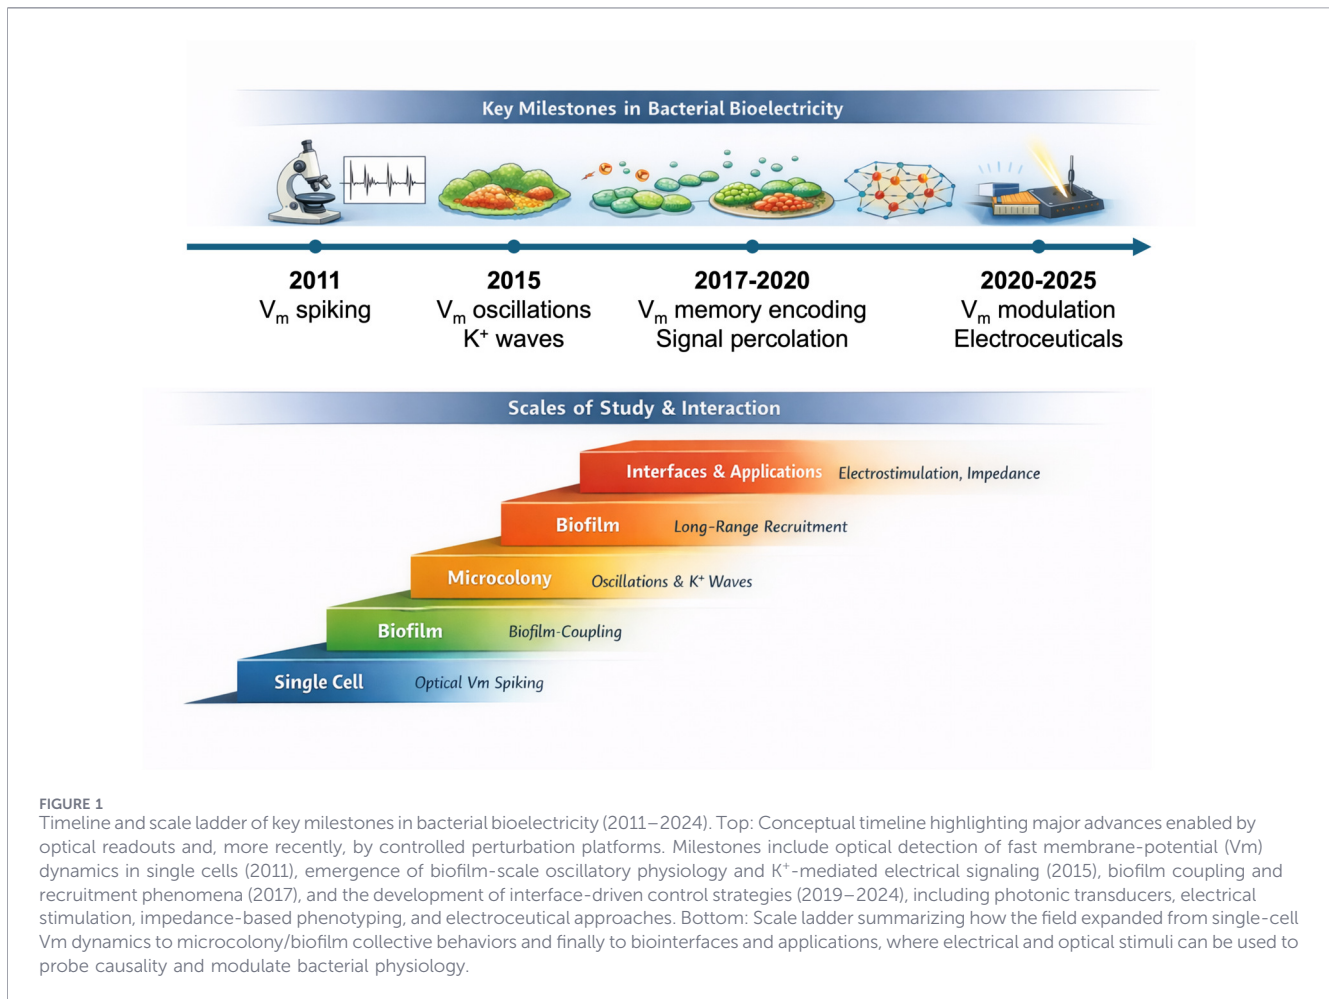 Key Milestones in Bacterial Bioelectricity
2011
Vm spiking
2015
Vm oscillations
K+ waves
2017-2020
Vm memory encoding
Signal percolation
2020-2025
Vm modulation
Electroceuticals
Scales of Study & Interaction
Interfaces & Applications Electrostimulation, Impedance
Biofilm Long-Range Recruitment
Microcolony Oscillations & K+ Waves
Biofilm Biofilm-Coupling
Single Cell Optical Vm Spiking
FIGURE 1
Timeline and scale ladder of key milestones in bacterial bioelectricity (2011–2024). Top: Conceptual timeline highlighting major advances enabled by
optical readouts and, more recently, by controlled perturbation platforms. Milestones include optical detection of fast membrane-potential (Vm)
dynamics in single cells (2011), emergence of biofilm-scale oscillatory physiology and K+-mediated electrical signaling (2015), biofilm coupling and
recruitment phenomena (2017), and the development of interface-driven control strategies (2019–2024), including photonic transducers, electrical
stimulation, impedance-based phenotyping, and electroceutical approaches. Bottom: Scale ladder summarizing how the field expanded from single-cell
Vm dynamics to microcolony/biofilm collective behaviors and finally to biointerfaces and applications, where electrical and optical stimuli can be used to
probe causality and modulate bacterial physiology.